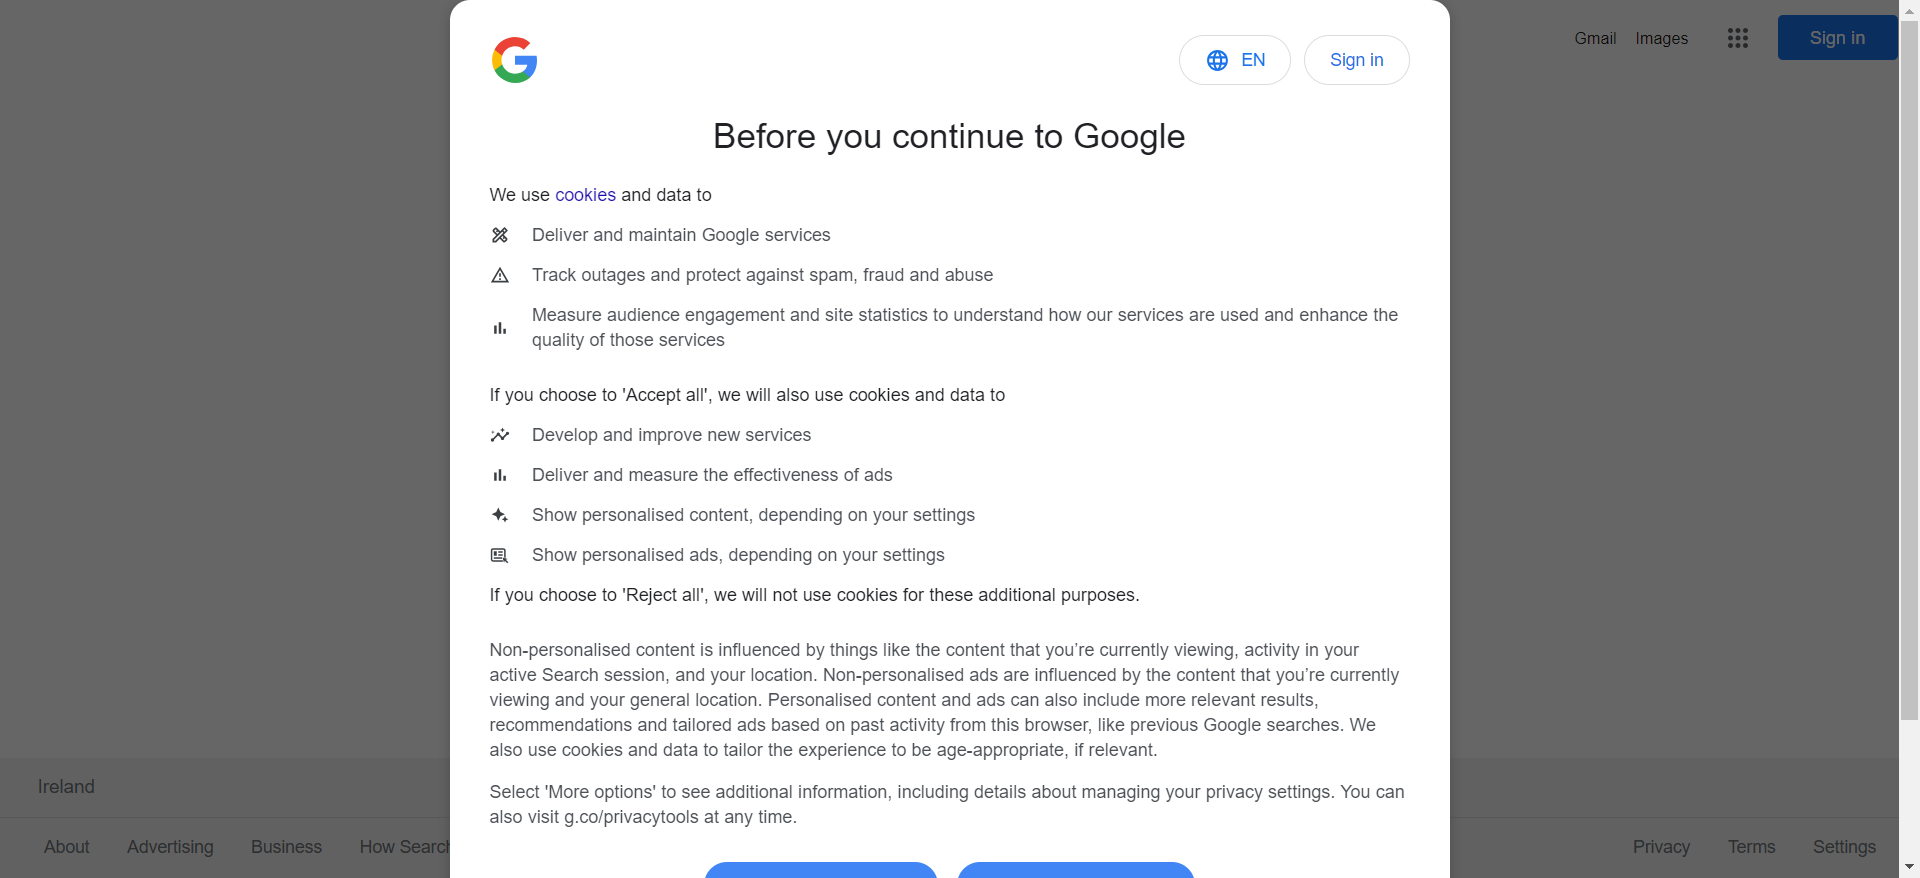 Gmail Images Sign in
EN Sign in
Before you continue to Google
We use cookies and data to
Deliver and maintain Google services
Track outages and protect against spam, fraud and abuse
Measure audience engagement and site statistics to understand how our services are used and enhance the
quality of those services
If you choose to 'Accept all', we will also use cookies and data to
Develop and improve new services
Deliver and measure the effectiveness of ads
Show personalised content, depending on your settings
Show personalised ads, depending on your settings
If you choose to 'Reject all', we will not use cookies for these additional purposes.
Non-personalised content is influenced by things like the content that you’re currently viewing, activity in your
active Search session, and your location. Non-personalised ads are influenced by the content that you’re currently
viewing and your general location. Personalised content and ads can also include more relevant results,
recommendations and tailored ads based on past activity from this browser, like previous Google searches. We
also use cookies and data to tailor the experience to be age-appropriate, if relevant.
Select 'More options' to see additional information, including details about managing your privacy settings. You can
also visit g.co/privacytools at any time.
Ireland
About Advertising Business How Search Privacy Terms Settings